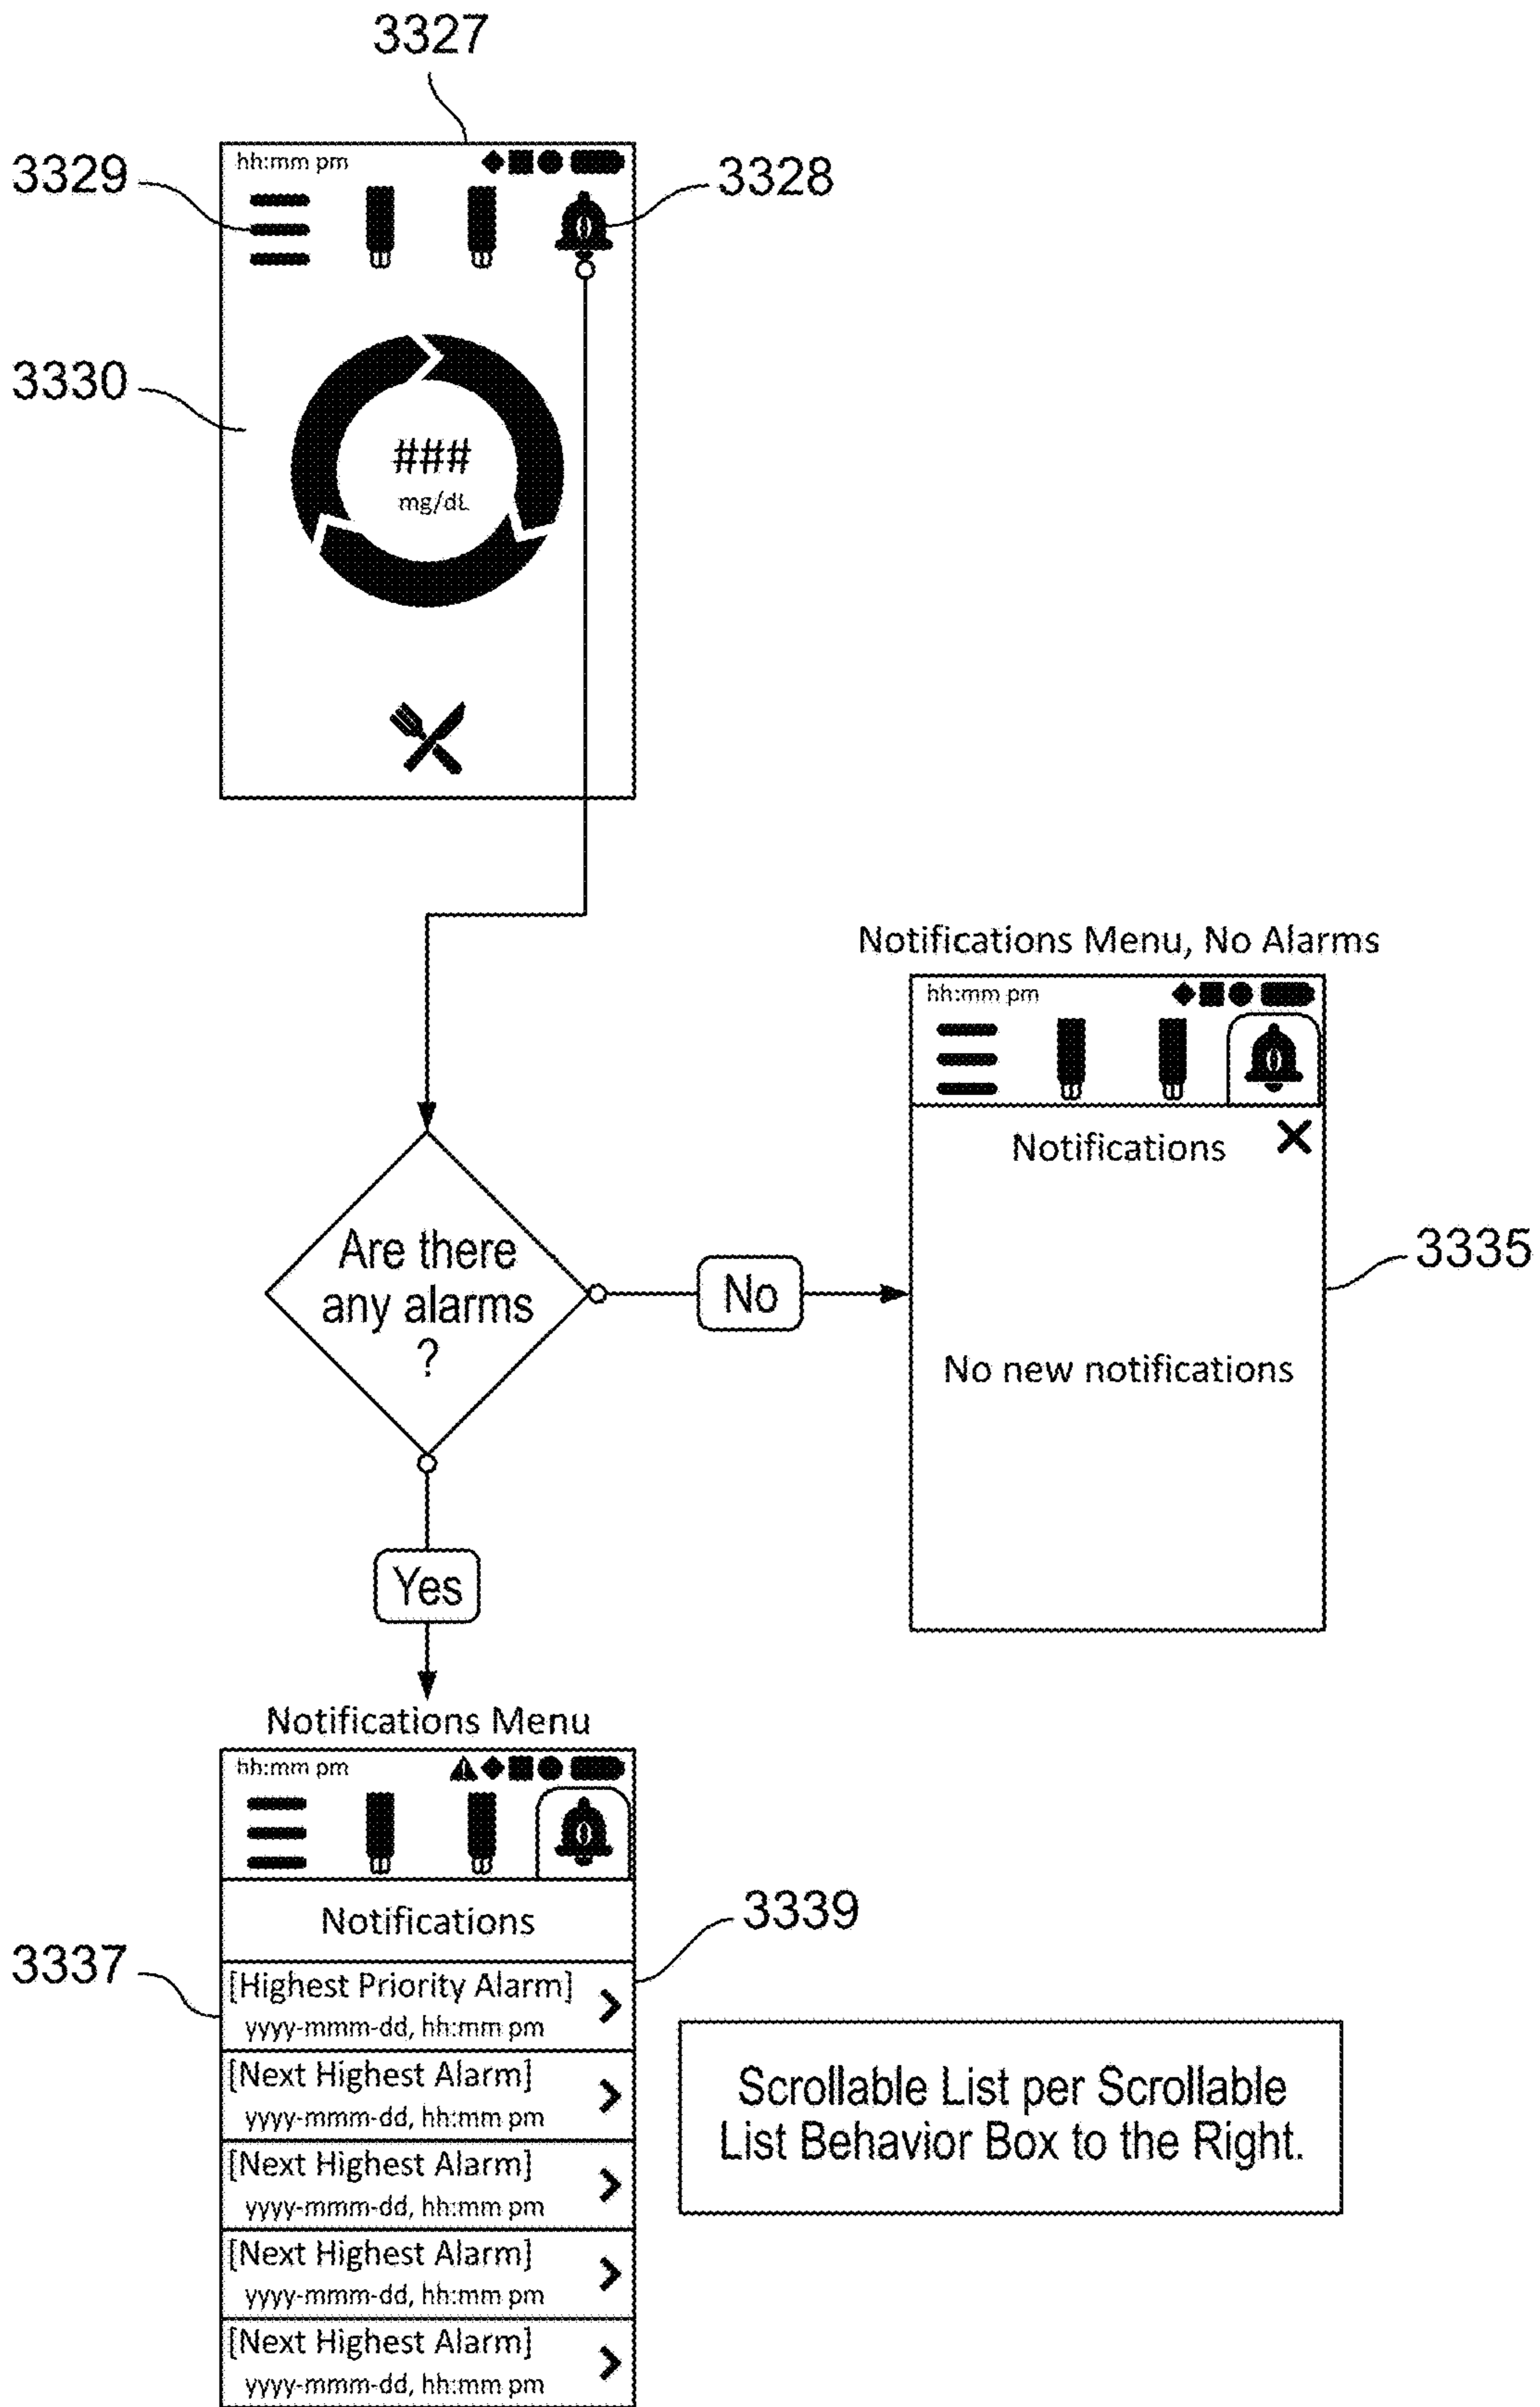 3327
hh:mm pm
3329
3328
0
3330
###
mg/dL
Notifications Menu, No Alarms
hh:mm pm
0
Notifications
Are there
any alarms
?
No
3335
No new notifications
Yes
Notifications Menu
hh:mm pm
0
Notifications
3339
3337
[Highest Priority Alarm]
yyyy-mmm-dd, hh:mm pm
[Next Highest Alarm]
yyyy-mmm-dd, hh:mm pm
[Next Highest Alarm]
yyyy-mmm-dd, hh:mm pm
[Next Highest Alarm]
yyyy-mmm-dd, hh:mm pm
[Next Highest Alarm]
yyyy-mmm-dd, hh:mm pm
Scrollable List per Scrollable
List Behavior Box to the Right.